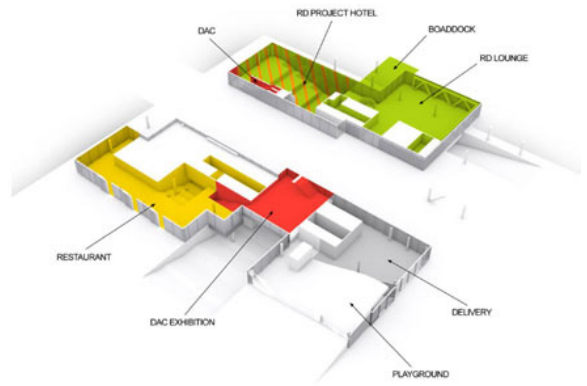 RD PROJECT HOTEL
DAC
BOADDOCK
RD LOUNGE
RESTAURANT
DAC EXHIBITION
DELIVERY
PLAYGROUND